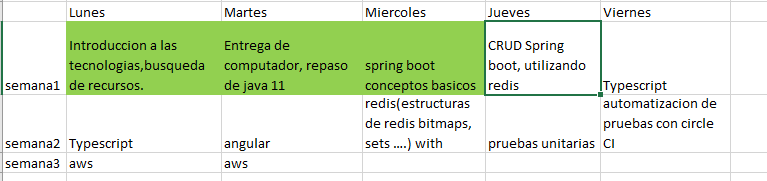 Lunes Martes Miercoles Jueves Viernes
semana1
Introduccion a las
tecnologias,busqueda
de recursos.
Entrega de
computador, repaso
de java 11
spring boot
conceptos basicos
CRUD Spring
boot, utilizando
redis
Typescript
semana2
Typescript
angular
redis(estructuras
de redis bitmaps,
sets ....) with
pruebas unitarias
automatizacion de
pruebas con circle
CI
semana3
aws
aws